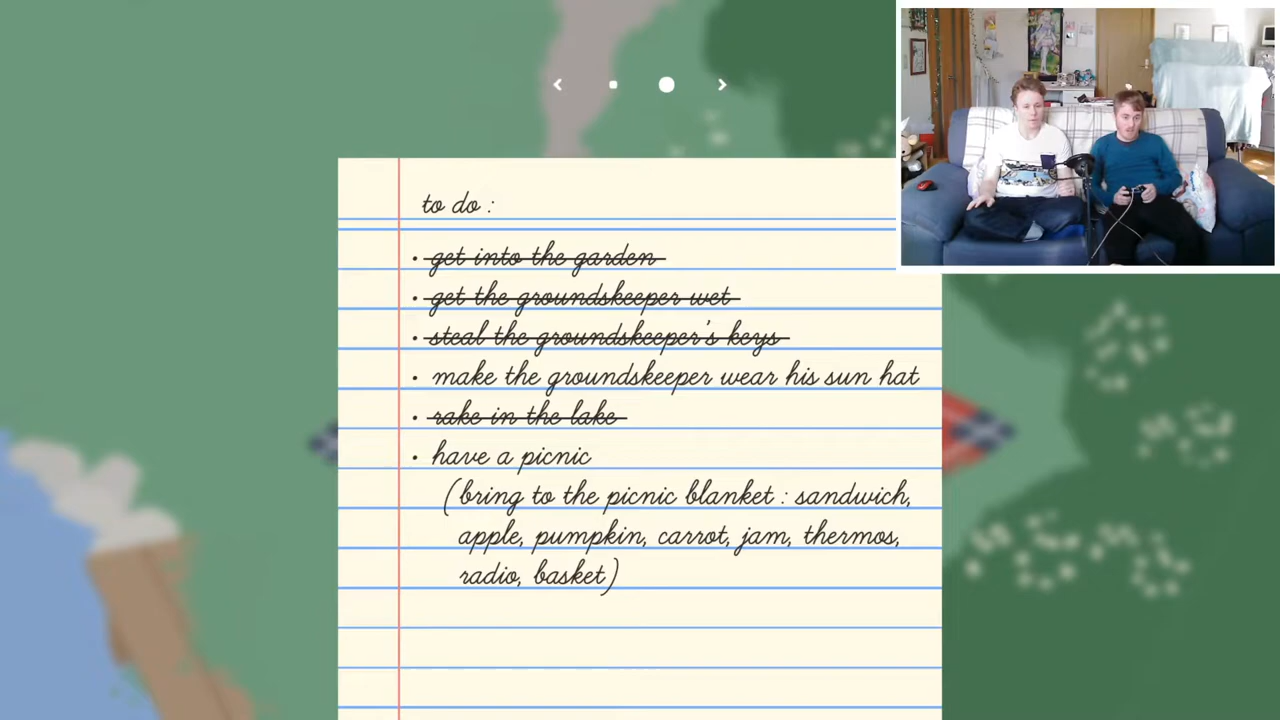 to do :
• get into the garden
• get the groundskeeper wet
• steal the groundskeeper's keys
• make the groundskeeper wear his sun hat
• rake in the lake
• have a picnic
(bring to the picnic blanket : sandwich,
apple, pumpkin, carrot, jam, thermos,
radio, basket)